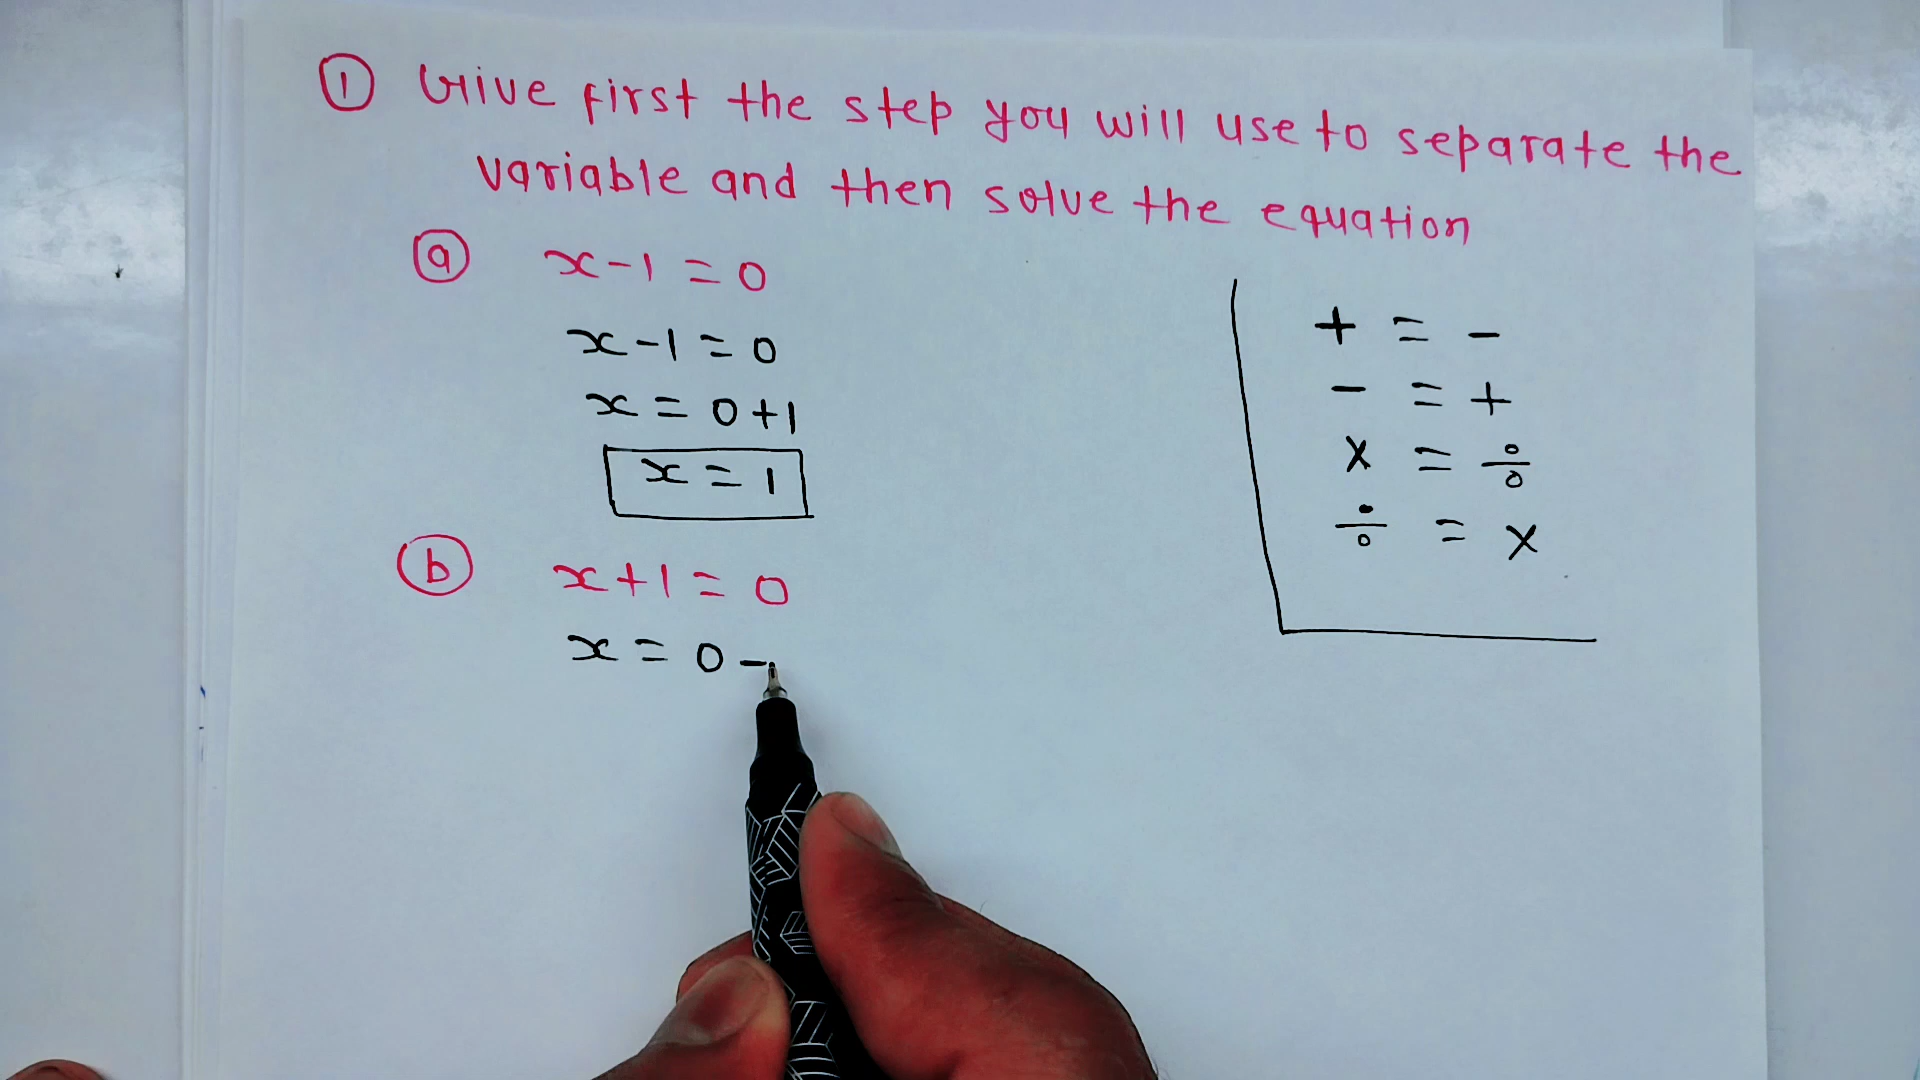 ① Give first the step you will use to separate the
variable and then solve the equation
ⓐ x-1=0
x-1=0
x=0+1
x=1
ⓑ x+1=0
x=0-
+ = -
- = +
× = ÷
÷ = ×